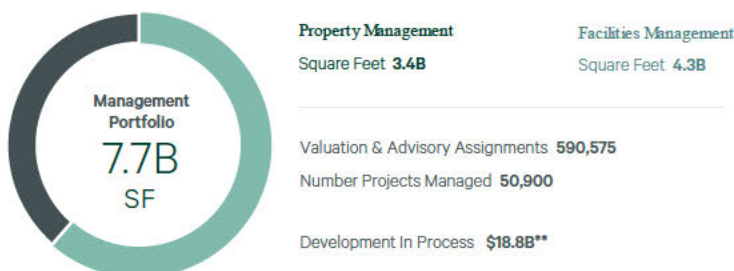 Management
Portfolio
7.7B
SF
Property Management
Square Feet 3.4B
Facilities Management
Square Feet 4.3B
Valuation & Advisory Assignments 590,575
Number Projects Managed 50,900
Development In Process $18.8B**